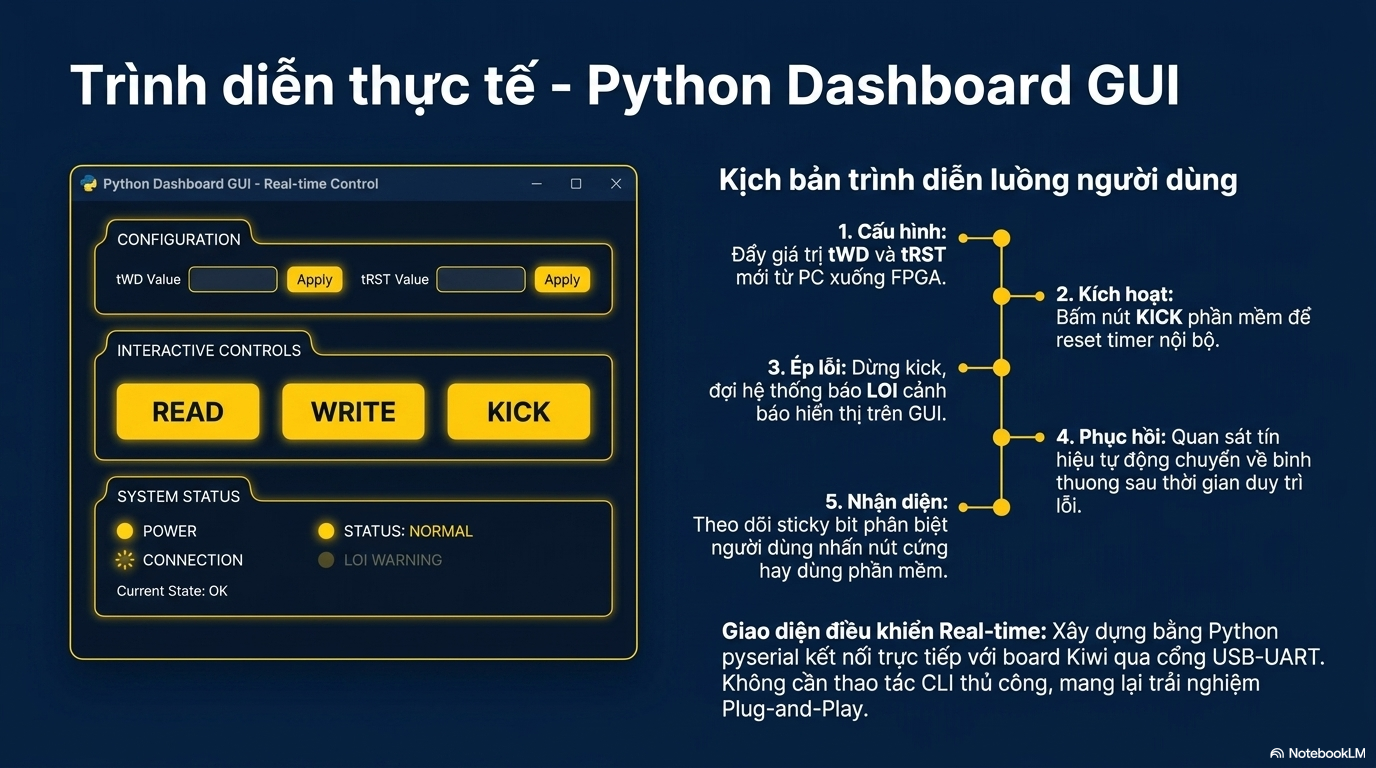 Trình diễn thực tế - Python Dashboard GUI
Python Dashboard GUI - Real-time Control
CONFIGURATION
tWD Value
Apply
tRST Value
Apply
INTERACTIVE CONTROLS
READ
WRITE
KICK
SYSTEM STATUS
POWER
STATUS: NORMAL
CONNECTION
LOI WARNING
Current State: OK
Kịch bản trình diễn luồng người dùng
1. Cấu hình:
Đẩy giá trị tWD và tRST
mới từ PC xuống FPGA.
2. Kích hoạt:
Bấm nút KICK phần mềm để
reset timer nội bộ.
3. Ép lỗi: Dừng kick,
đợi hệ thống báo LOI cảnh
báo hiển thị trên GUI.
4. Phục hồi: Quan sát tín
hiệu tự động chuyển về bình
thuong sau thời gian duy trì
lỗi.
5. Nhận diện:
Theo dõi sticky bit phân biệt
người dùng nhấn nút cứng
hay dùng phần mềm.
Giao diện điều khiển Real-time: Xây dựng bằng Python
pyserial kết nối trực tiếp với board Kiwi qua cổng USB-UART.
Không cần thao tác CLI thủ công, mang lại trải nghiệm
Plug-and-Play.
NotebookLM